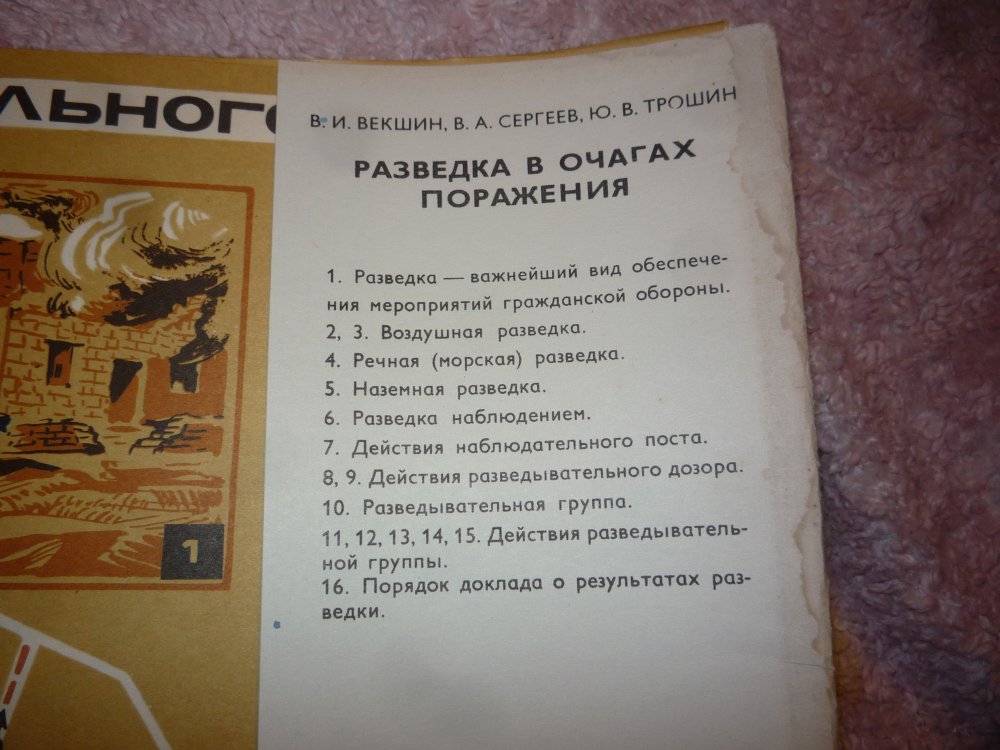 ЛЬНОГО
В. И. ВЕКШИН, В. А. СЕРГЕЕВ, Ю. В. ТРОШИН
РАЗВЕДКА В ОЧАГАХ
ПОРАЖЕНИЯ
1. Разведка — важнейший вид обеспече-
ния мероприятий гражданской обороны.
2, 3. Воздушная разведка.
4. Речная (морская) разведка.
5. Наземная разведка.
6. Разведка наблюдением.
7. Действия наблюдательного поста.
8, 9. Действия разведывательного дозора.
10. Разведывательная группа.
11, 12, 13, 14, 15. Действия разведыватель-
ной группы.
16. Порядок доклада о результатах раз-
ведки.
1